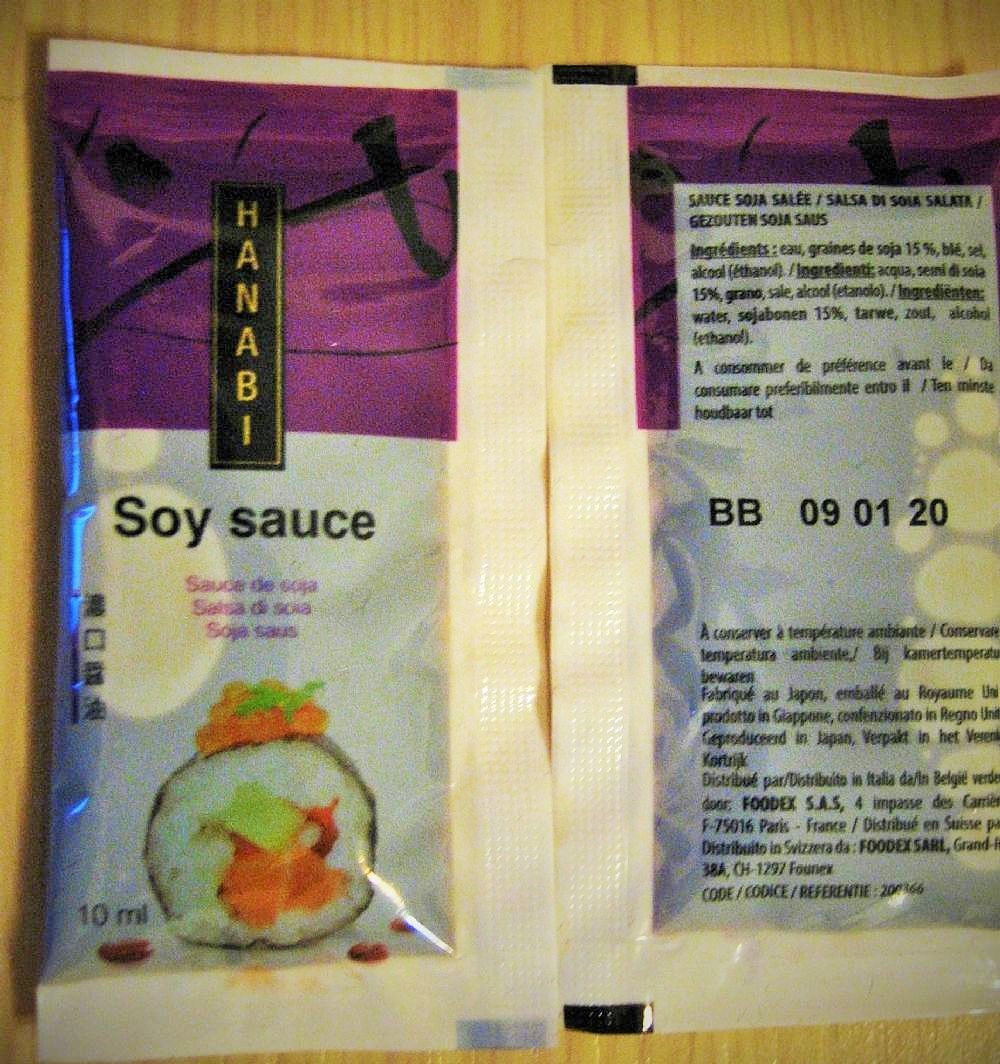 HANABI
Soy sauce
Sauce de soja
Salsa di soia
Soja saus
10 ml
SAUCE SOJA SALÉE / SALSA DI SOIA SALATA /
GEZOUTEN SOJA SAUS
Ingrédients : eau, graines de soja 15 %, blé, sel,
alcool (éthanol). / Ingredienti: acqua, semi di soia
15%, grano, sale, alcool (etanolo). / Ingrediënten:
water, sojabonen 15%, tarwe, zout, alcohol
(ethanol).
A consommer de préférence avant le / Da
consumare preferibilmente entro il / Ten minste
houdbaar tot
BB 09 01 20
À conserver à température ambiante / Conservare
temperatura ambiente./ Bij kamertemperatu
bewaren
Fabriqué au Japon, emballé au Royaume Uni
prodotto in Giappone, confenzionato in Regno Uni
Geproduceerd in Japan, Verpakt in het Verenk
Kortrijk
Distribué par/Distribuito in Italia da/In België verde
door: FOODEX S.A.S, 4 impasse des Carriè
F-75016 Paris - France / Distribué en Suisse pa
Distribuito in Svizzera da : FOODEX SARL, Grand-R
38A, CH-1297 Founex
CODE / CODICE / REFERENTIE : 200366